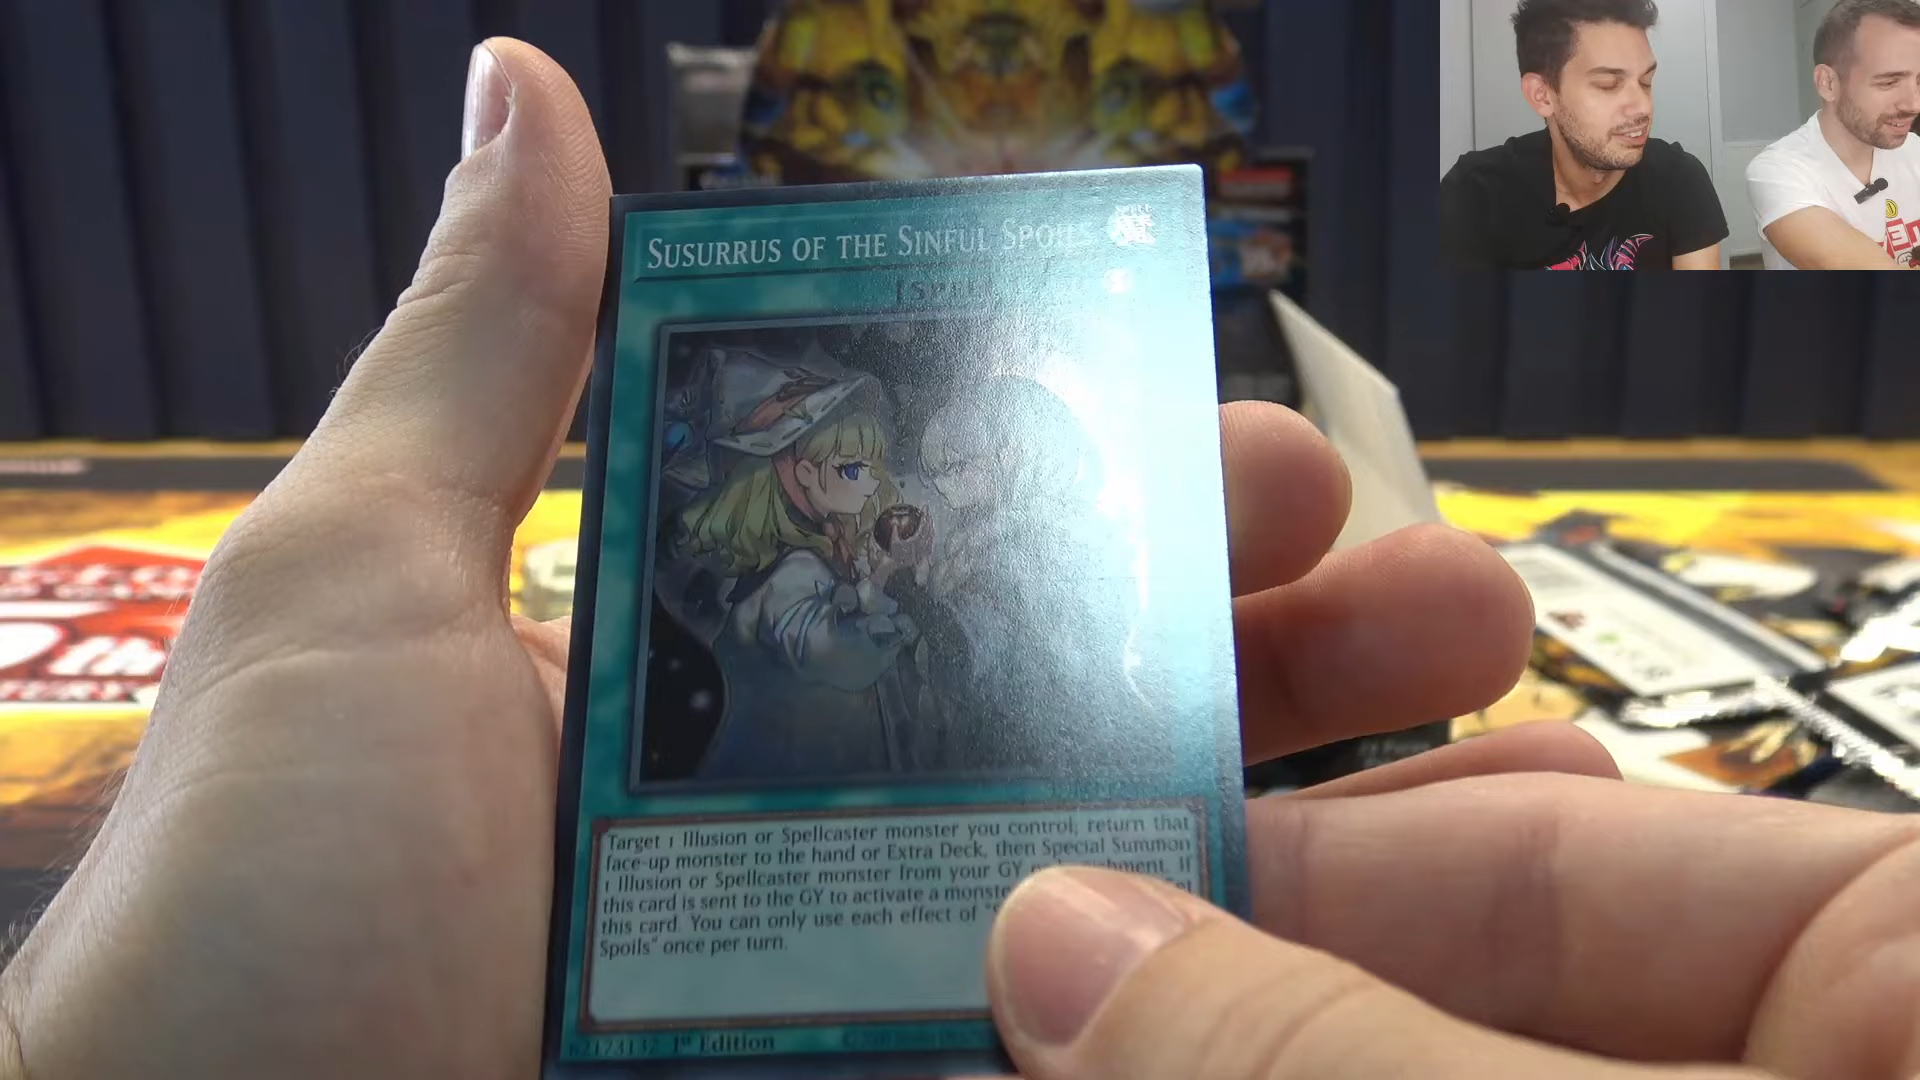 SUSURRUS OF THE SINFUL SPOILS
[SPELL
Target 1 Illusion or Spellcaster monster you control; return that
face-up monster to the hand or Extra Deck, then Special Summon
1 Illusion or Spellcaster monster from your GY
this card is sent to the GY to activate a
this card. You can only use each effect of
Spoils" once per turn.
62173132 1st Edition
th